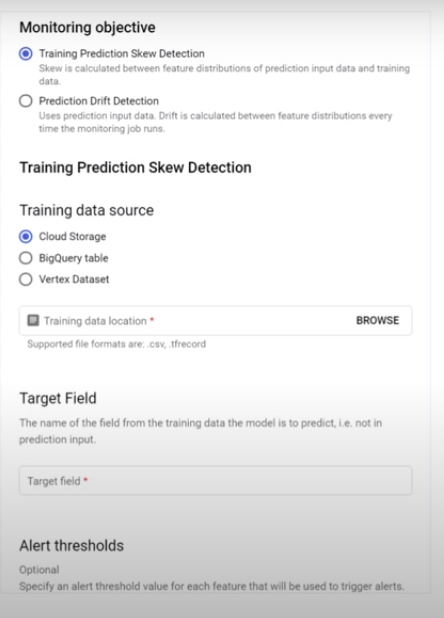 Monitoring objective
Training Prediction Skew Detection
Skew is calculated between feature distributions of prediction input data and training
data.
Prediction Drift Detection
Uses prediction input data. Drift is calculated between feature distributions every
time the monitoring job runs.
Training Prediction Skew Detection
Training data source
Cloud Storage
BigQuery table
Vertex Dataset
Training data location * BROWSE
Supported file formats are: .csv, .tfrecord
Target Field
The name of the field from the training data the model is to predict, i.e. not in
prediction input.
Target field *
Alert thresholds
Optional
Specify an alert threshold value for each feature that will be used to trigger alerts.